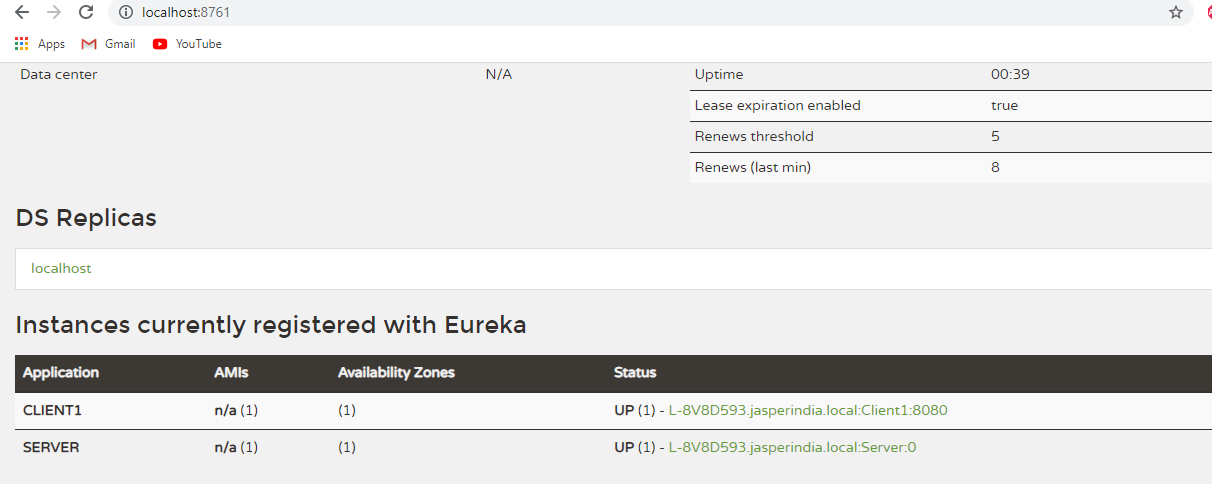 localhost:8761
Apps Gmail YouTube
Data center N/A Uptime 00:39
Lease expiration enabled true
Renews threshold 5
Renews (last min) 8
DS Replicas
localhost
Instances currently registered with Eureka
Application AMIs Availability Zones Status
CLIENT1 n/a (1) (1) UP (1) - L-8V8D593.jasperindia.local:Client1:8080
SERVER n/a (1) (1) UP (1) - L-8V8D593.jasperindia.local:Server:0